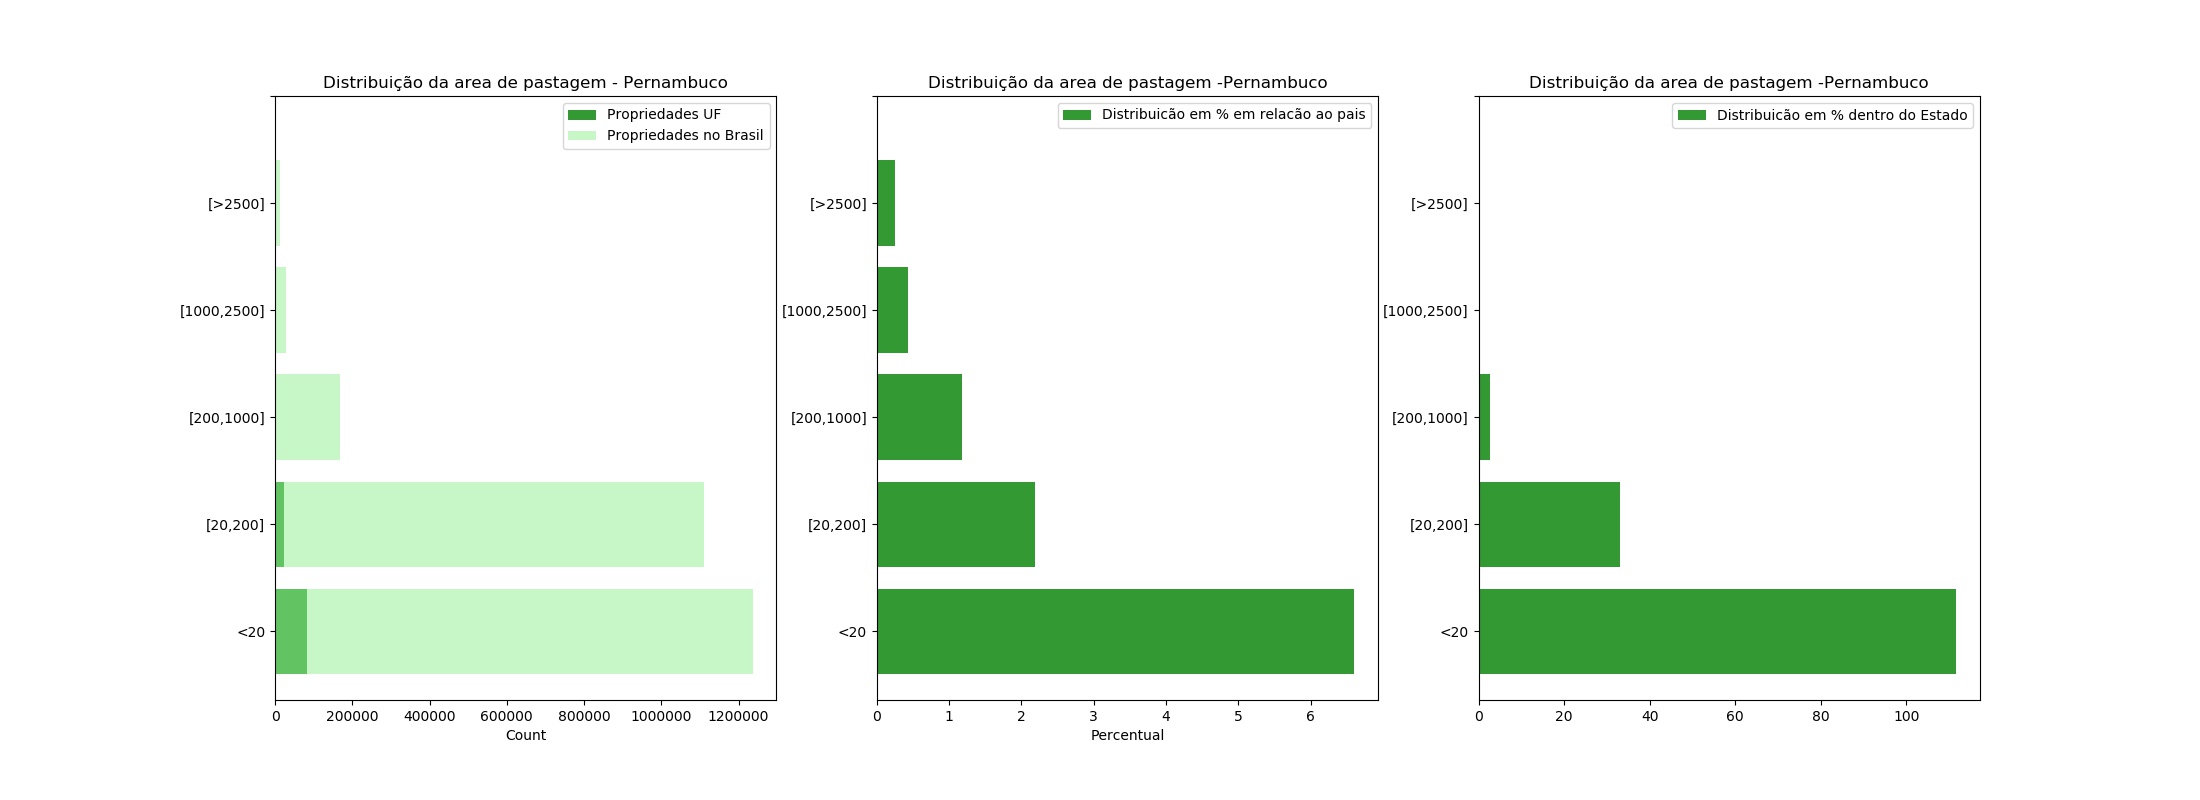 Distribuição da area de pastagem - Pernambuco
Propriedades UF
Propriedades no Brasil
[>2500]
[1000,2500]
[200,1000]
[20,200]
<20
0 200000 400000 600000 800000 1000000 1200000
Count
Distribuição da area de pastagem -Pernambuco
Distribuicão em % em relacão ao pais
[>2500]
[1000,2500]
[200,1000]
[20,200]
<20
0 1 2 3 4 5 6
Percentual
Distribuição da area de pastagem -Pernambuco
Distribuicão em % dentro do Estado
[>2500]
[1000,2500]
[200,1000]
[20,200]
<20
0 20 40 60 80 100